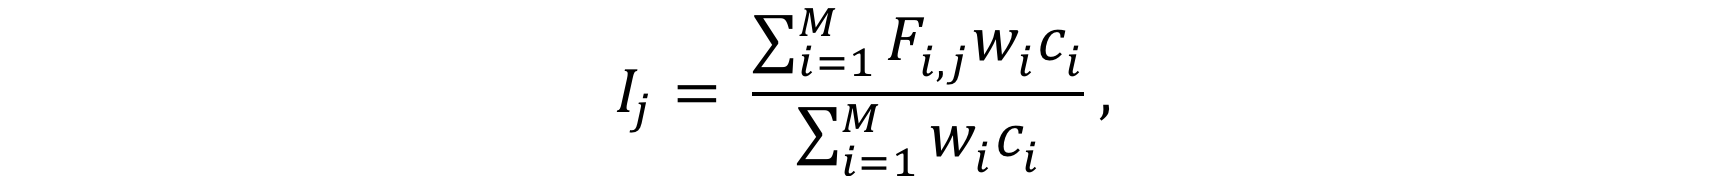 I_j = \frac{\sum_{i=1}^{M} F_{i,j} w_i c_i}{\sum_{i=1}^{M} w_i c_i} ,